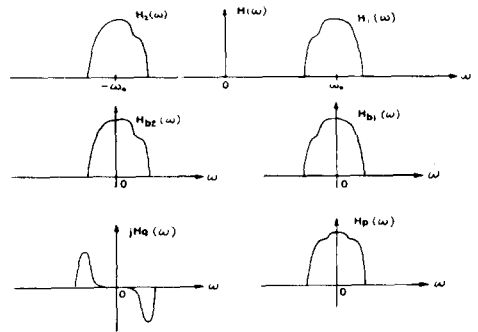 H₂(ω) H(ω) H₁(ω)
-ω₀ 0 ω₀ ω
Hb2(ω) Hb1(ω)
0 ω 0 ω
jHQ(ω) Hp(ω)
0 ω 0 ω